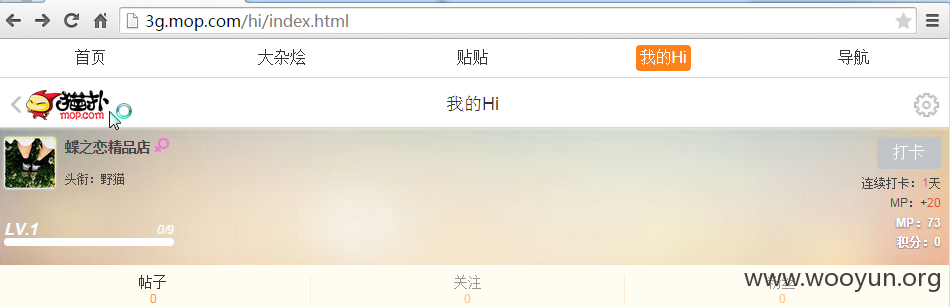 3g.mop.com/hi/index.html
首页 大杂烩 贴贴 我的Hi 导航
猫扑 mop.com 我的Hi
蝶之恋精品店 打卡
头衔：野猫 连续打卡：1天
MP：+20
LV.1 0/9 MP：73
积分：0
帖子 关注 粉丝
0 0 0
www.wooyun.org